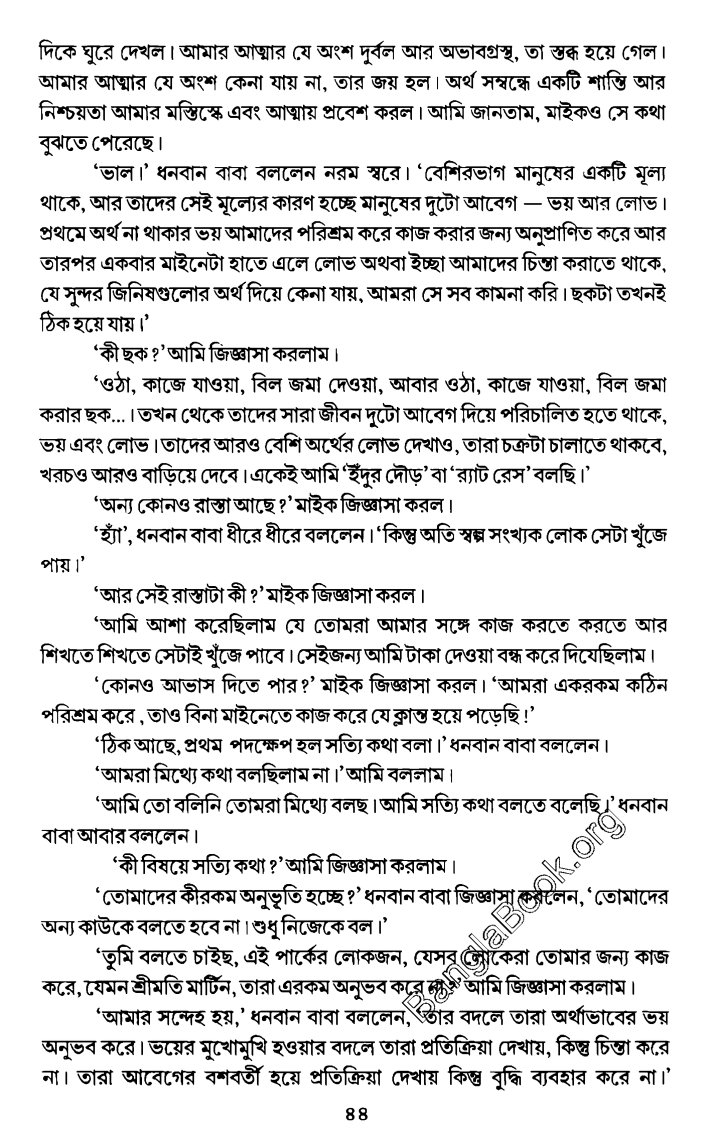 দিকে ঘুরে দেখল। আমার আত্মার যে অংশ দুর্বল আর অভাবগ্রস্থ, তা স্তব্ধ হয়ে গেল।
আমার আত্মার যে অংশ কেনা যায় না, তার জয় হল। অর্থ সম্বন্ধে একটি শান্তি আর
নিশ্চয়তা আমার মস্তিস্কে এবং আত্মায় প্রবেশ করল। আমি জানতাম, মাইকও সে কথা
বুঝতে পেরেছে।
‘ভাল।’ ধনবান বাবা বললেন নরম স্বরে। ‘বেশিরভাগ মানুষের একটি মূল্য
থাকে, আর তাদের সেই মূল্যের কারণ হচ্ছে মানুষের দুটো আবেগ — ভয় আর লোভ।
প্রথমে অর্থ না থাকার ভয় আমাদের পরিশ্রম করে কাজ করার জন্য অনুপ্রাণিত করে আর
তারপর একবার মাইনেটা হাতে এলে লোভ অথবা ইচ্ছা আমাদের চিন্তা করাতে থাকে,
যে সুন্দর জিনিষগুলোর অর্থ দিয়ে কেনা যায়, আমরা সে সব কামনা করি। ছকটা তখনই
ঠিক হয়ে যায়।’
‘কী ছক?’ আমি জিজ্ঞাসা করলাম।
‘ওঠা, কাজে যাওয়া, বিল জমা দেওয়া, আবার ওঠা, কাজে যাওয়া, বিল জমা
করার ছক...। তখন থেকে তাদের সারা জীবন দুটো আবেগ দিয়ে পরিচালিত হতে থাকে,
ভয় এবং লোভ। তাদের আরও বেশি অর্থের লোভ দেখাও, তারা চক্রটা চালাতে থাকবে,
খরচও আরও বাড়িয়ে দেবে। একেই আমি ‘ইঁদুর দৌড়’ বা ‘র‍্যাট রেস’ বলছি।’
‘অন্য কোনও রাস্তা আছে?’ মাইক জিজ্ঞাসা করল।
‘হ্যাঁ’, ধনবান বাবা ধীরে ধীরে বললেন। ‘কিন্তু অতি স্বল্প সংখ্যক লোক সেটা খুঁজে
পায়।’
‘আর সেই রাস্তাটা কী?’ মাইক জিজ্ঞাসা করল।
‘আমি আশা করেছিলাম যে তোমরা আমার সঙ্গে কাজ করতে করতে আর
শিখতে শিখতে সেটাই খুঁজে পাবে। সেইজন্য আমি টাকা দেওয়া বন্ধ করে দিযেছিলাম।
‘কোনও আভাস দিতে পার?’ মাইক জিজ্ঞাসা করল। ‘আমরা একরকম কঠিন
পরিশ্রম করে , তাও বিনা মাইনেতে কাজ করে যে ক্লান্ত হয়ে পড়েছি!’
‘ঠিক আছে, প্রথম পদক্ষেপ হল সত্যি কথা বলা।’ ধনবান বাবা বললেন।
‘আমরা মিথ্যে কথা বলছিলাম না।’ আমি বললাম।
‘আমি তো বলিনি তোমরা মিথ্যে বলছ। আমি সত্যি কথা বলতে বলেছি।’ ধনবান
বাবা আবার বললেন।
‘কী বিষয়ে সত্যি কথা?’ আমি জিজ্ঞাসা করলাম।
‘তোমাদের কীরকম অনুভূতি হচ্ছে?’ ধনবান বাবা জিজ্ঞাসা করলেন, ‘তোমাদের
অন্য কাউকে বলতে হবে না। শুধু নিজেকে বল।’
‘তুমি বলতে চাইছ, এই পার্কের লোকজন, যেসব লোকেরা তোমার জন্য কাজ
করে, যেমন শ্রীমতি মার্টিন, তারা এরকম অনুভব করে না?’ আমি জিজ্ঞাসা করলাম।
‘আমার সন্দেহ হয়,’ ধনবান বাবা বললেন, ‘তার বদলে তারা অর্থাভাবের ভয়
অনুভব করে। ভয়ের মুখোমুখি হওয়ার বদলে তারা প্রতিক্রিয়া দেখায়, কিন্তু চিন্তা করে
না। তারা আবেগের বশবর্তী হয়ে প্রতিক্রিয়া দেখায় কিন্তু বুদ্ধি ব্যবহার করে না।’
৪৪
BanglaBook.org